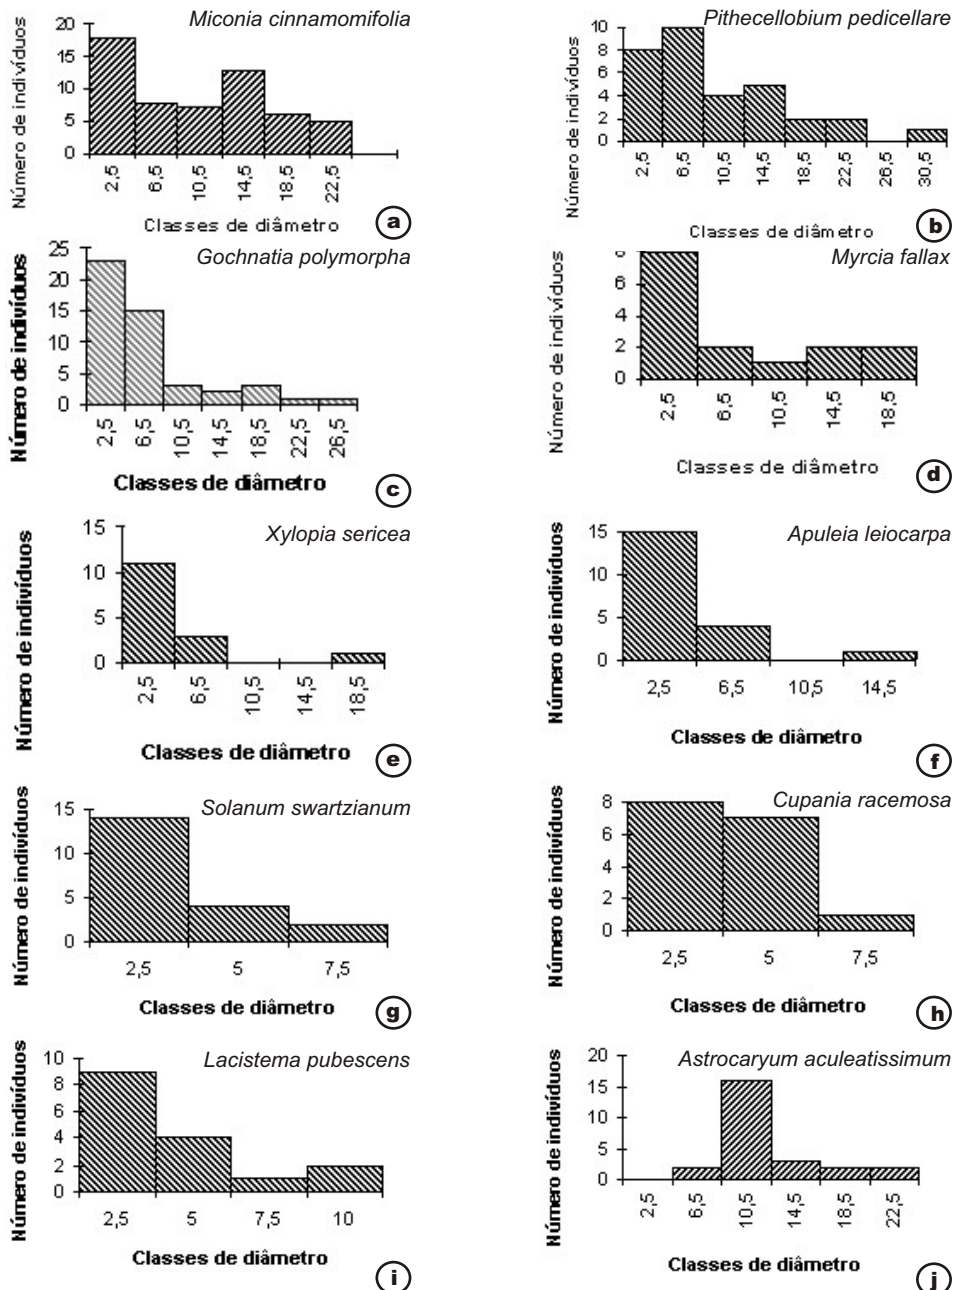 Miconia cinnamomifolia
Número de indivíduos
20
15
10
5
0
2,5 6,5 10,5 14,5 18,5 22,5
Classes de diâmetro
a
Pithecellobium pedicellare
Número de indivíduos
10
8
6
4
2
0
2,5 6,5 10,5 14,5 18,5 22,5 26,5 30,5
Classes de diâmetro
b
Gochnatia polymorpha
Número de indivíduos
25
20
15
10
5
0
2,5 6,5 10,5 14,5 18,5 22,5 26,5
Classes de diâmetro
c
Myrcia fallax
Número de indivíduos
8
6
4
2
0
2,5 6,5 10,5 14,5 18,5
Classes de diâmetro
d
Xylopia sericea
Número de indivíduos
15
10
5
0
2,5 6,5 10,5 14,5 18,5
Classes de diâmetro
e
Apuleia leiocarpa
Número de indivíduos
15
10
5
0
2,5 6,5 10,5 14,5
Classes de diâmetro
f
Solanum swartzianum
Número de indivíduos
15
10
5
0
2,5 5 7,5
Classes de diâmetro
g
Cupania racemosa
Número de indivíduos
8
6
4
2
0
2,5 5 7,5
Classes de diâmetro
h
Lacistema pubescens
Número de indivíduos
10
8
6
4
2
0
2,5 5 7,5 10
Classes de diâmetro
i
Astrocaryum aculeatissimum
Número de indivíduos
20
15
10
5
0
2,5 6,5 10,5 14,5 18,5 22,5
Classes de diâmetro
j